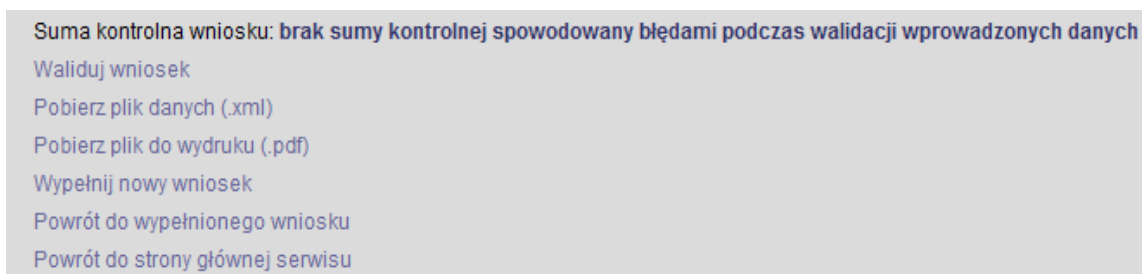 Suma kontrolna wniosku: brak sumy kontrolnej spowodowany błędami podczas walidacji wprowadzonych danych
Waliduj wniosek
Pobierz plik danych (.xml)
Pobierz plik do wydruku (.pdf)
Wypełnij nowy wniosek
Powrót do wypełnionego wniosku
Powrót do strony głównej serwisu